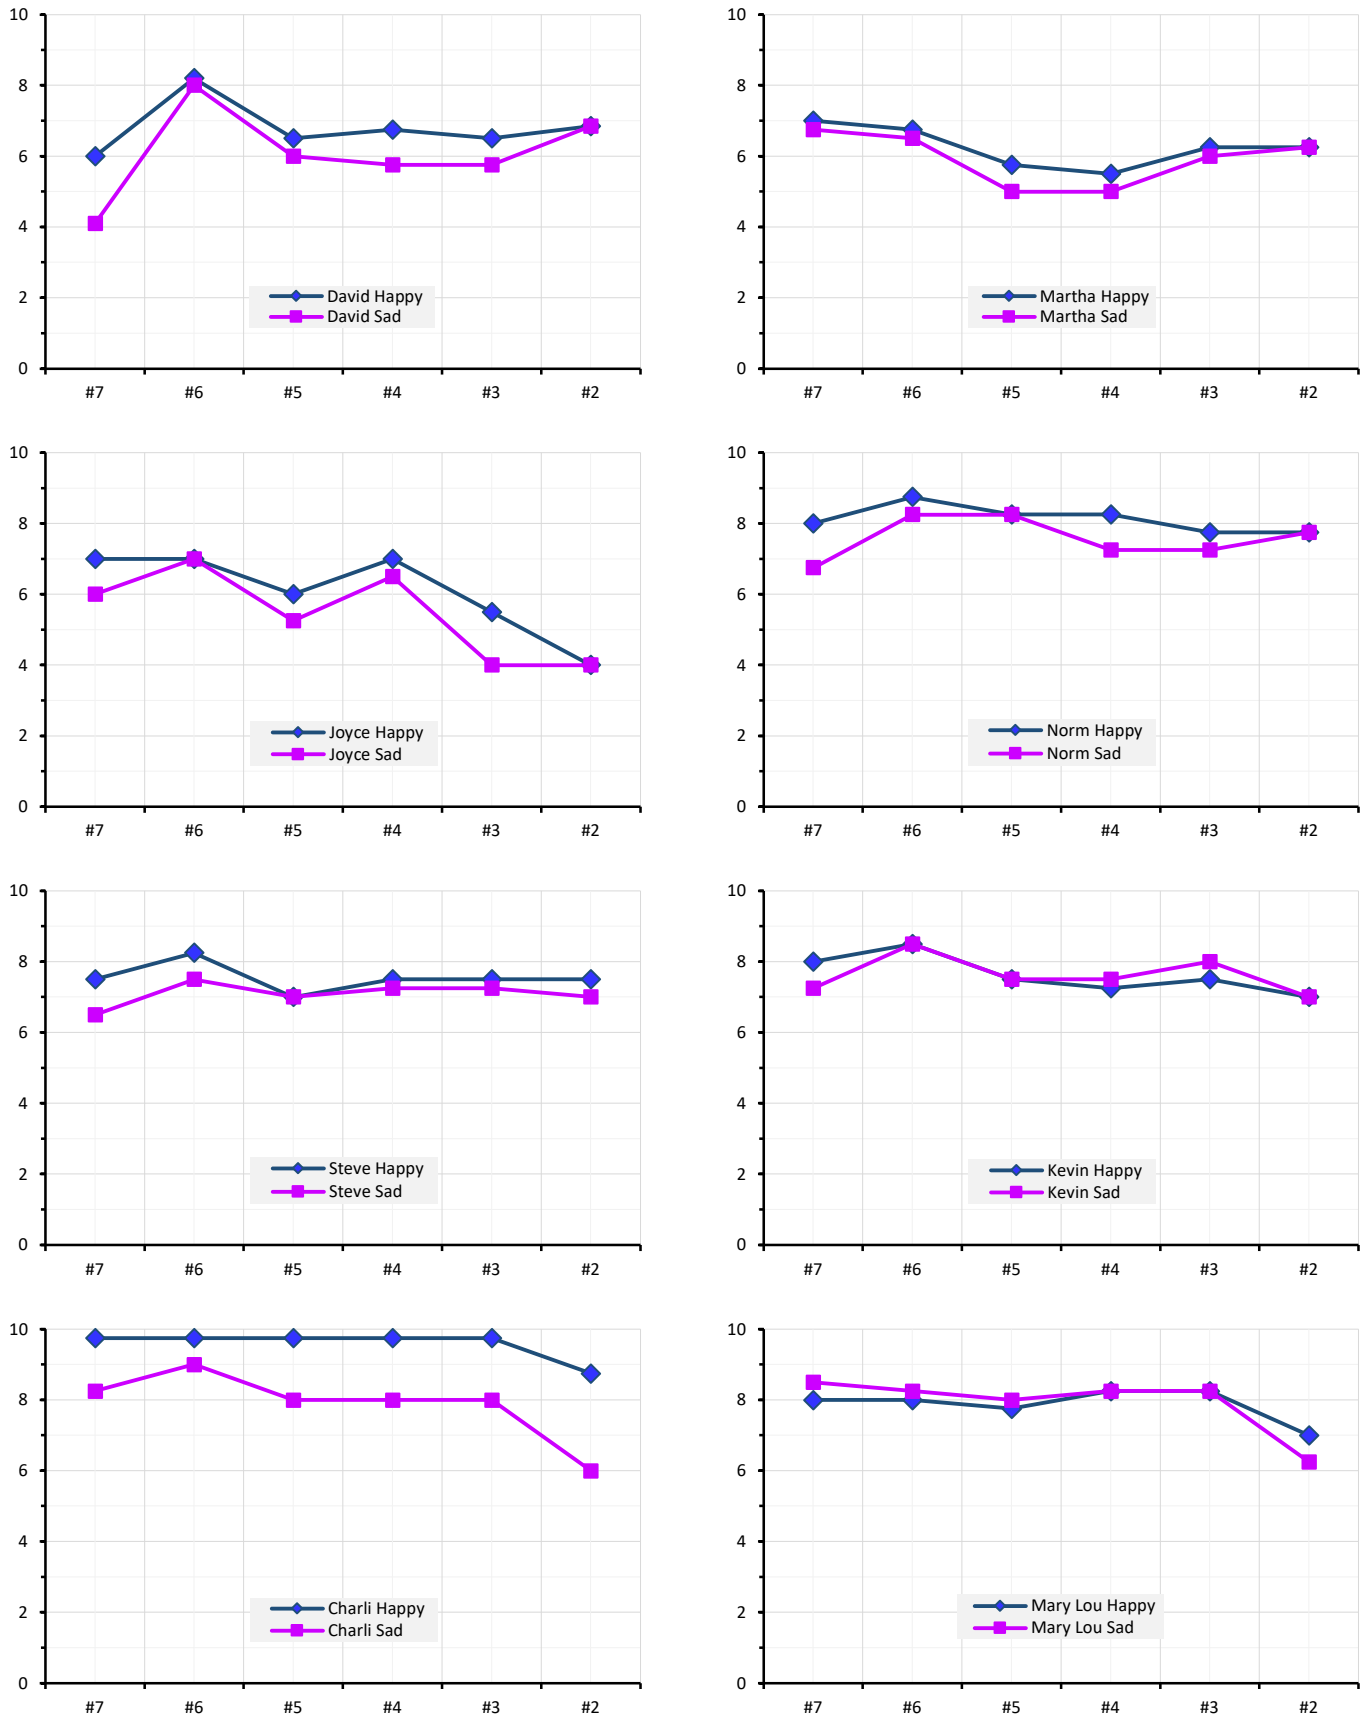 10
8
6
4
2
0
David Happy
David Sad
#7 #6 #5 #4 #3 #2
10
8
6
4
2
0
Martha Happy
Martha Sad
#7 #6 #5 #4 #3 #2
10
8
6
4
2
0
Joyce Happy
Joyce Sad
#7 #6 #5 #4 #3 #2
10
8
6
4
2
0
Norm Happy
Norm Sad
#7 #6 #5 #4 #3 #2
10
8
6
4
2
0
Steve Happy
Steve Sad
#7 #6 #5 #4 #3 #2
10
8
6
4
2
0
Kevin Happy
Kevin Sad
#7 #6 #5 #4 #3 #2
10
8
6
4
2
0
Charli Happy
Charli Sad
#7 #6 #5 #4 #3 #2
10
8
6
4
2
0
Mary Lou Happy
Mary Lou Sad
#7 #6 #5 #4 #3 #2